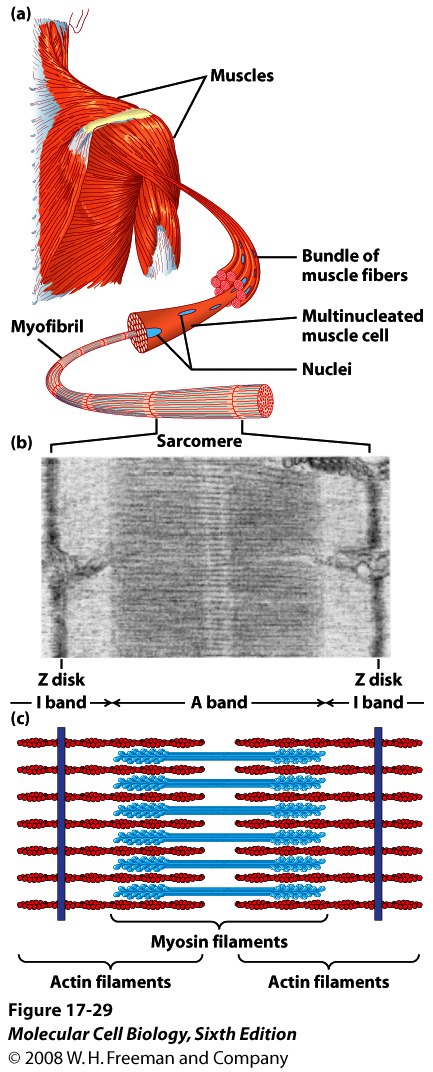 (a)
Muscles
Bundle of
muscle fibers
Multinucleated
muscle cell
Myofibril
Nuclei
(b)
Sarcomere
Z disk
Z disk
I band
A band
I band
(c)
Myosin filaments
Actin filaments
Actin filaments
Figure 17-29
Molecular Cell Biology, Sixth Edition
© 2008 W. H. Freeman and Company